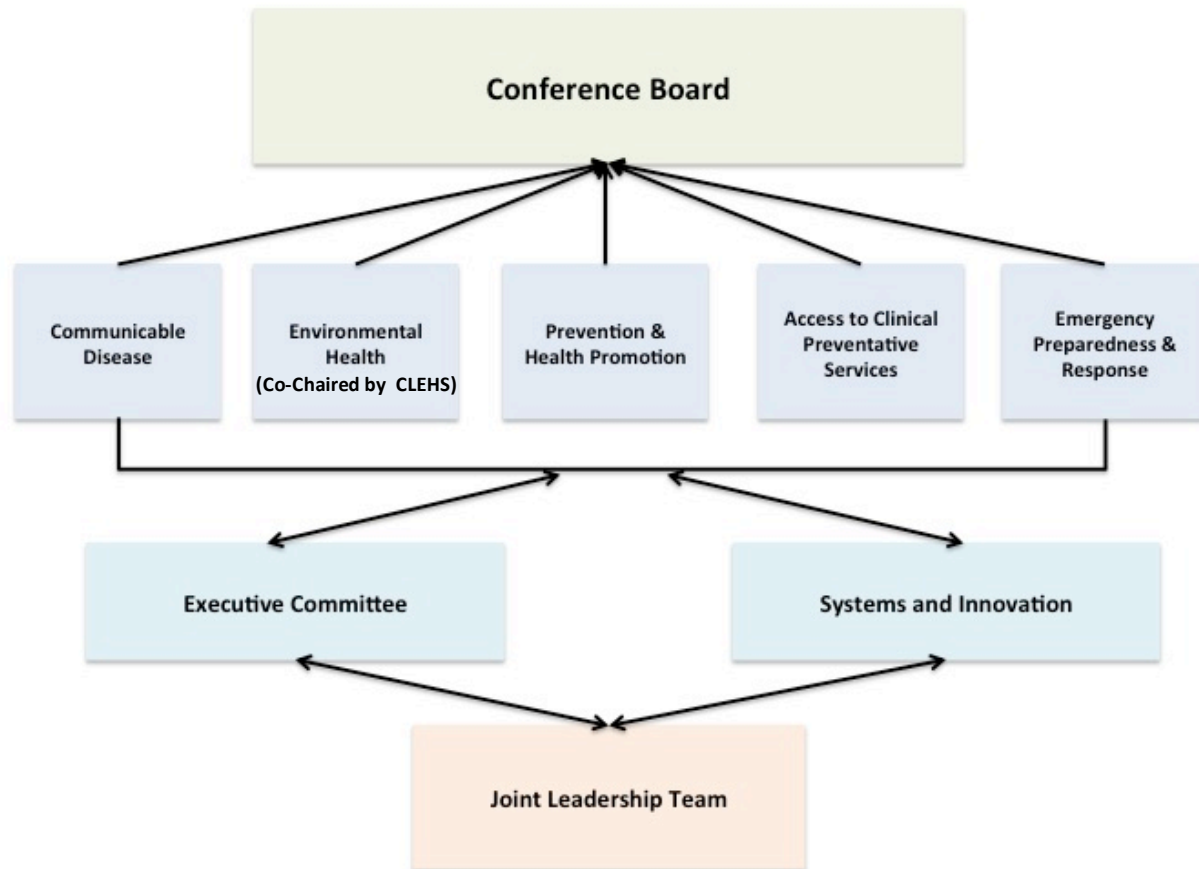 Conference Board
Communicable
Disease
Environmental
Health
(Co-Chaired by CLEHS)
Prevention &
Health Promotion
Access to Clinical
Preventative
Services
Emergency
Preparedness &
Response
Executive Committee
Systems and Innovation
Joint Leadership Team